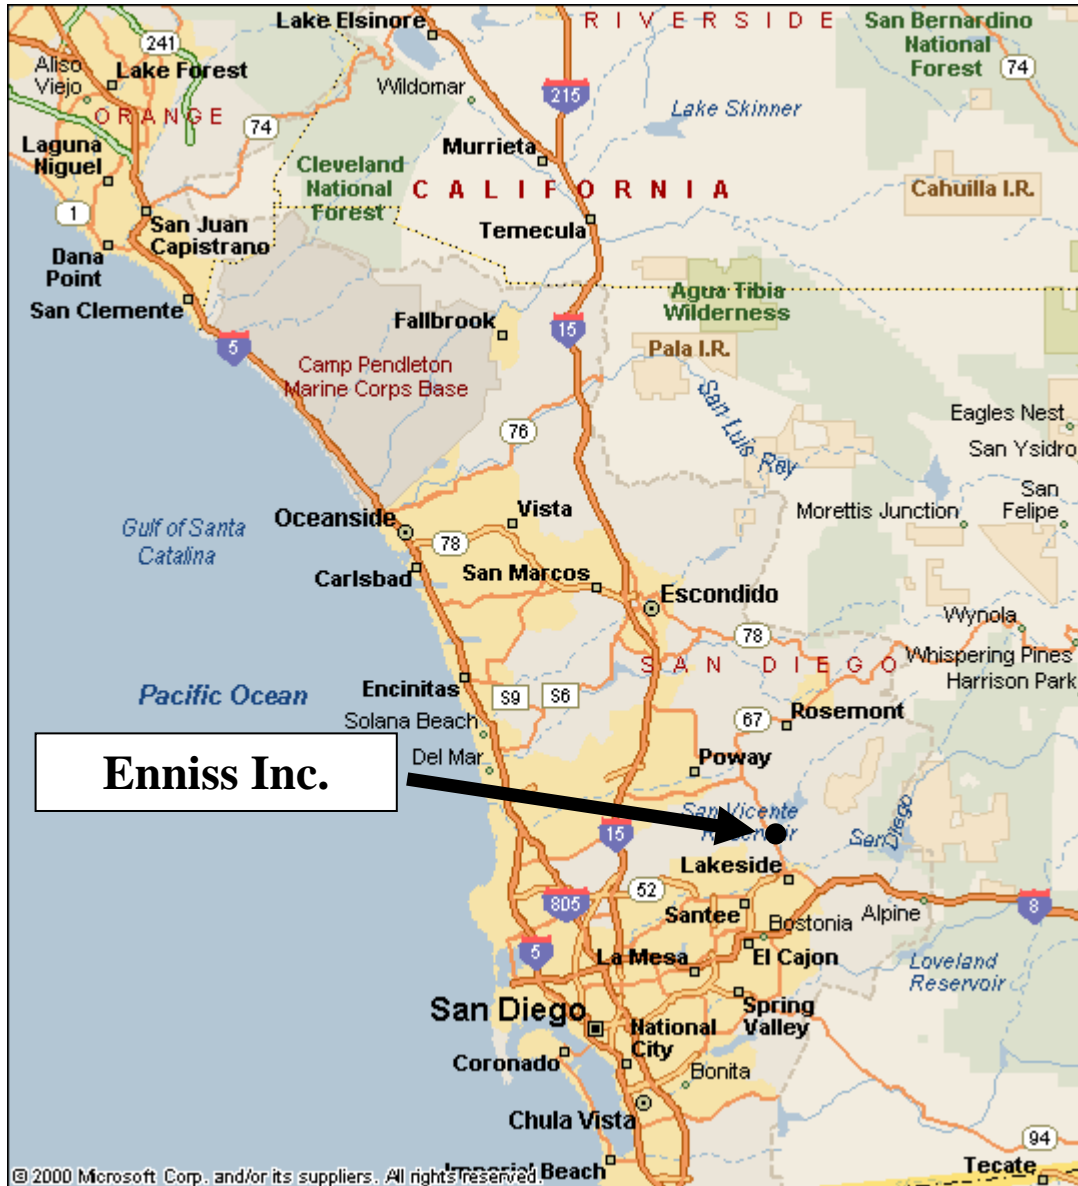 Lake Elsinore
RIVERSIDE
San Bernardino
National
Forest
74
241
Aliso
Viejo
Lake Forest
Wildomar
215
Lake Skinner
ORANGE
74
Laguna
Niguel
Murrieta
Cleveland
National
Forest
CALIFORNIA
Cahuilla I.R.
1
San Juan
Capistrano
Temecula
Dana
Point
San Clemente
Agua Tibia
Wilderness
Fallbrook
15
5
Pala I.R.
Camp Pendleton
Marine Corps Base
San Luis Rey
Eagles Nest
76
San Ysidro
San
Felipe
Morettis Junction
Gulf of Santa
Catalina
Oceanside
Vista
78
Carlsbad
San Marcos
Escondido
Wynola
78
SAN DIEGO
Whispering Pines
Harrison Park
Pacific Ocean
Encinitas
S9
S6
Solana Beach
67
Rosemont
Del Mar
Poway
Enniss Inc.
San Vicente
Reservoir
San Diego
15
Lakeside
52
805
Santee
Alpine
8
Bostonia
5
La Mesa
El Cajon
Loveland
Reservoir
San Diego
Spring
Valley
National
City
Coronado
Bonita
Chula Vista
94
Imperial Beach
Tecate
© 2000 Microsoft Corp. and/or its suppliers. All rights reserved.